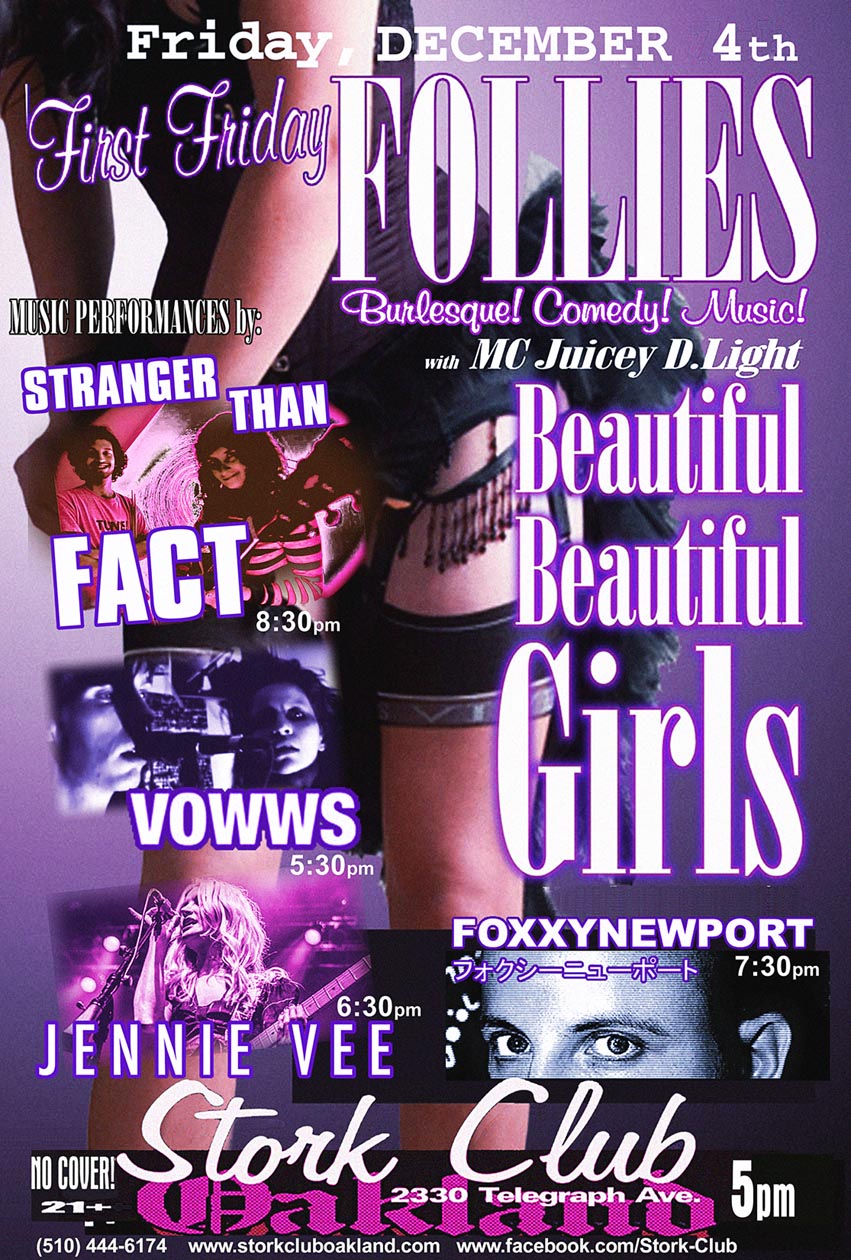 Friday, DECEMBER 4th
First Friday
FOLLIES
Burlesque! Comedy! Music!
with MC Juicey D.Light
MUSIC PERFORMANCES by:
STRANGER
THAN
FACT
8:30pm
VOWWS
5:30pm
6:30pm
JENNIE VEE
Beautiful
Beautiful
Girls
FOXXYNEWPORT
フォクシーニューポート 7:30pm
Stork Club
NO COVER!
21+
2330 Telegraph Ave.
Oakland
5pm
(510) 444-6174 www.storkcluboakland.com www.facebook.com/Stork-Club